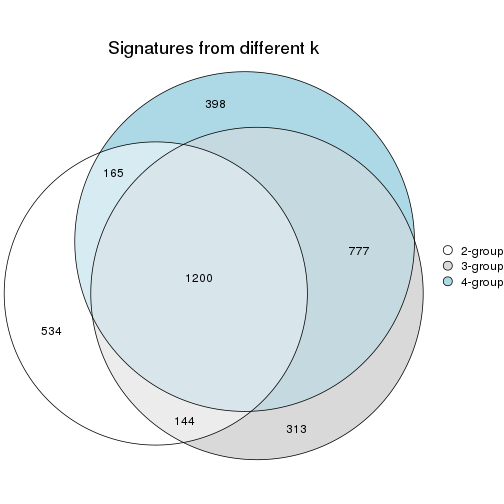 Signatures from different k
398
165
777
1200
534
144
313
2-group
3-group
4-group